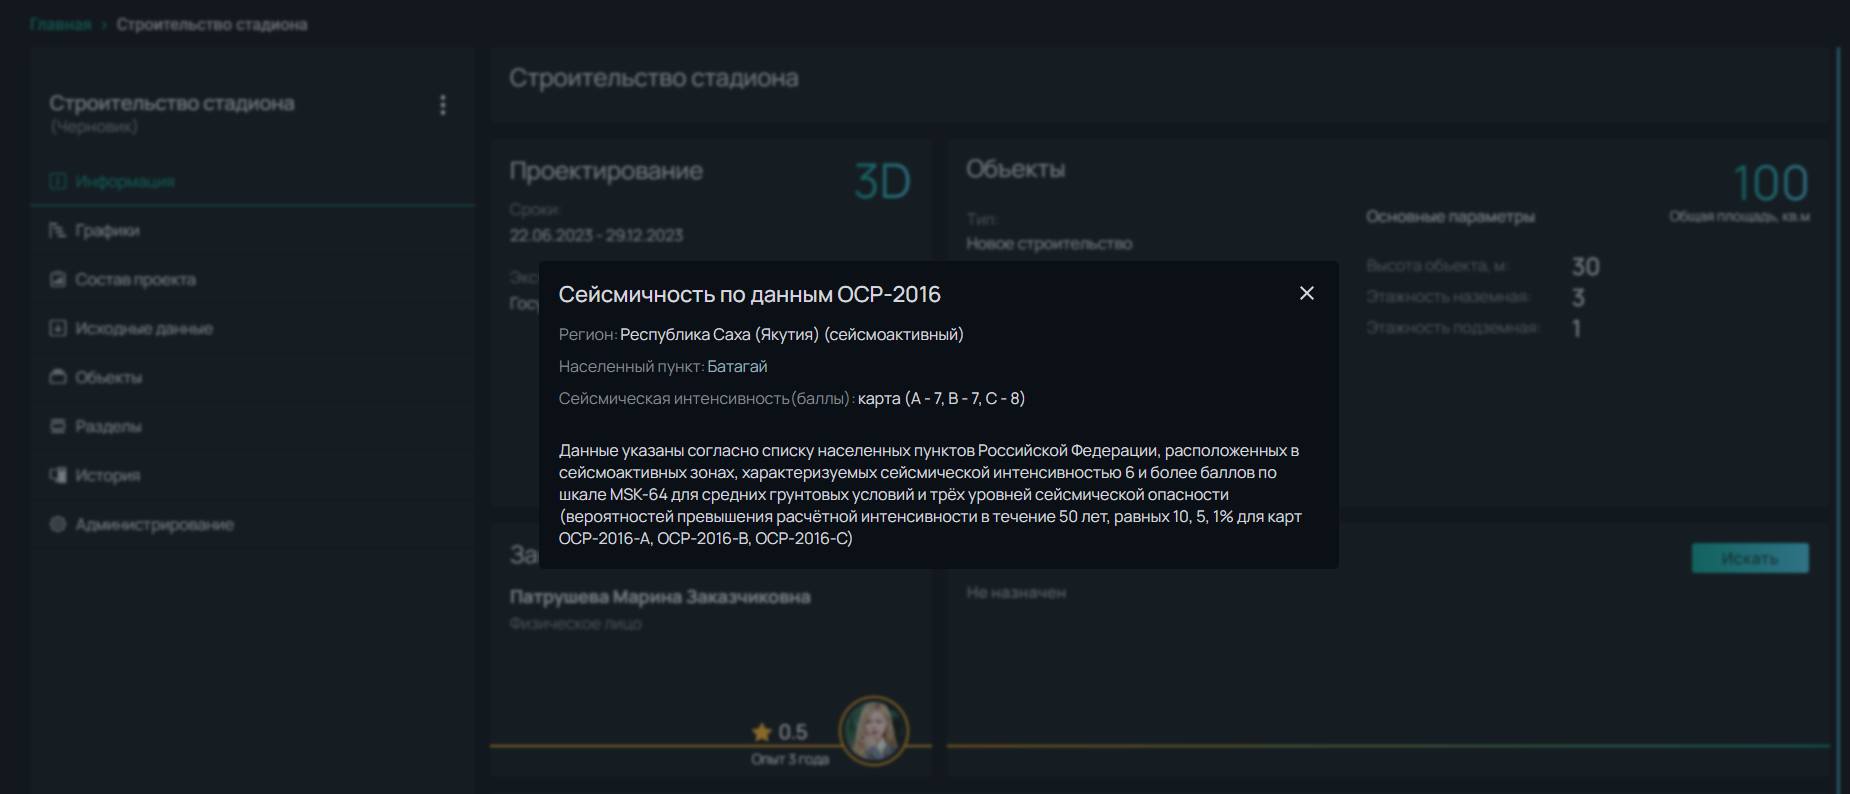 Главная › Строительство стадиона
Строительство стадиона
(Черновик)
Информация
Графики
Состав проекта
Исходные данные
Объекты
Разделы
История
Администрирование
Строительство стадиона
Проектирование
3D
Сроки:
22.06.2023 - 29.12.2023
Объекты
100
Общая площадь, кв.м
Тип:
Новое строительство
Основные параметры
Высота объекта, м: 30
Этажность наземная: 3
Этажность подземная: 1
Сейсмичность по данным ОСР-2016
Регион: Республика Саха (Якутия) (сейсмоактивный)
Населенный пункт: Батагай
Сейсмическая интенсивность(баллы): карта (A - 7, B - 7, C - 8)
Данные указаны согласно списку населенных пунктов Российской Федерации, расположенных в
сейсмоактивных зонах, характеризуемых сейсмической интенсивностью 6 и более баллов по
шкале MSK-64 для средних грунтовых условий и трёх уровней сейсмической опасности
(вероятностей превышения расчётной интенсивности в течение 50 лет, равных 10, 5, 1% для карт
ОСР-2016-А, ОСР-2016-В, ОСР-2016-С)
Патрушева Марина Заказчиковна
Физическое лицо
0.5
Опыт 3 года
Искать
Не назначен